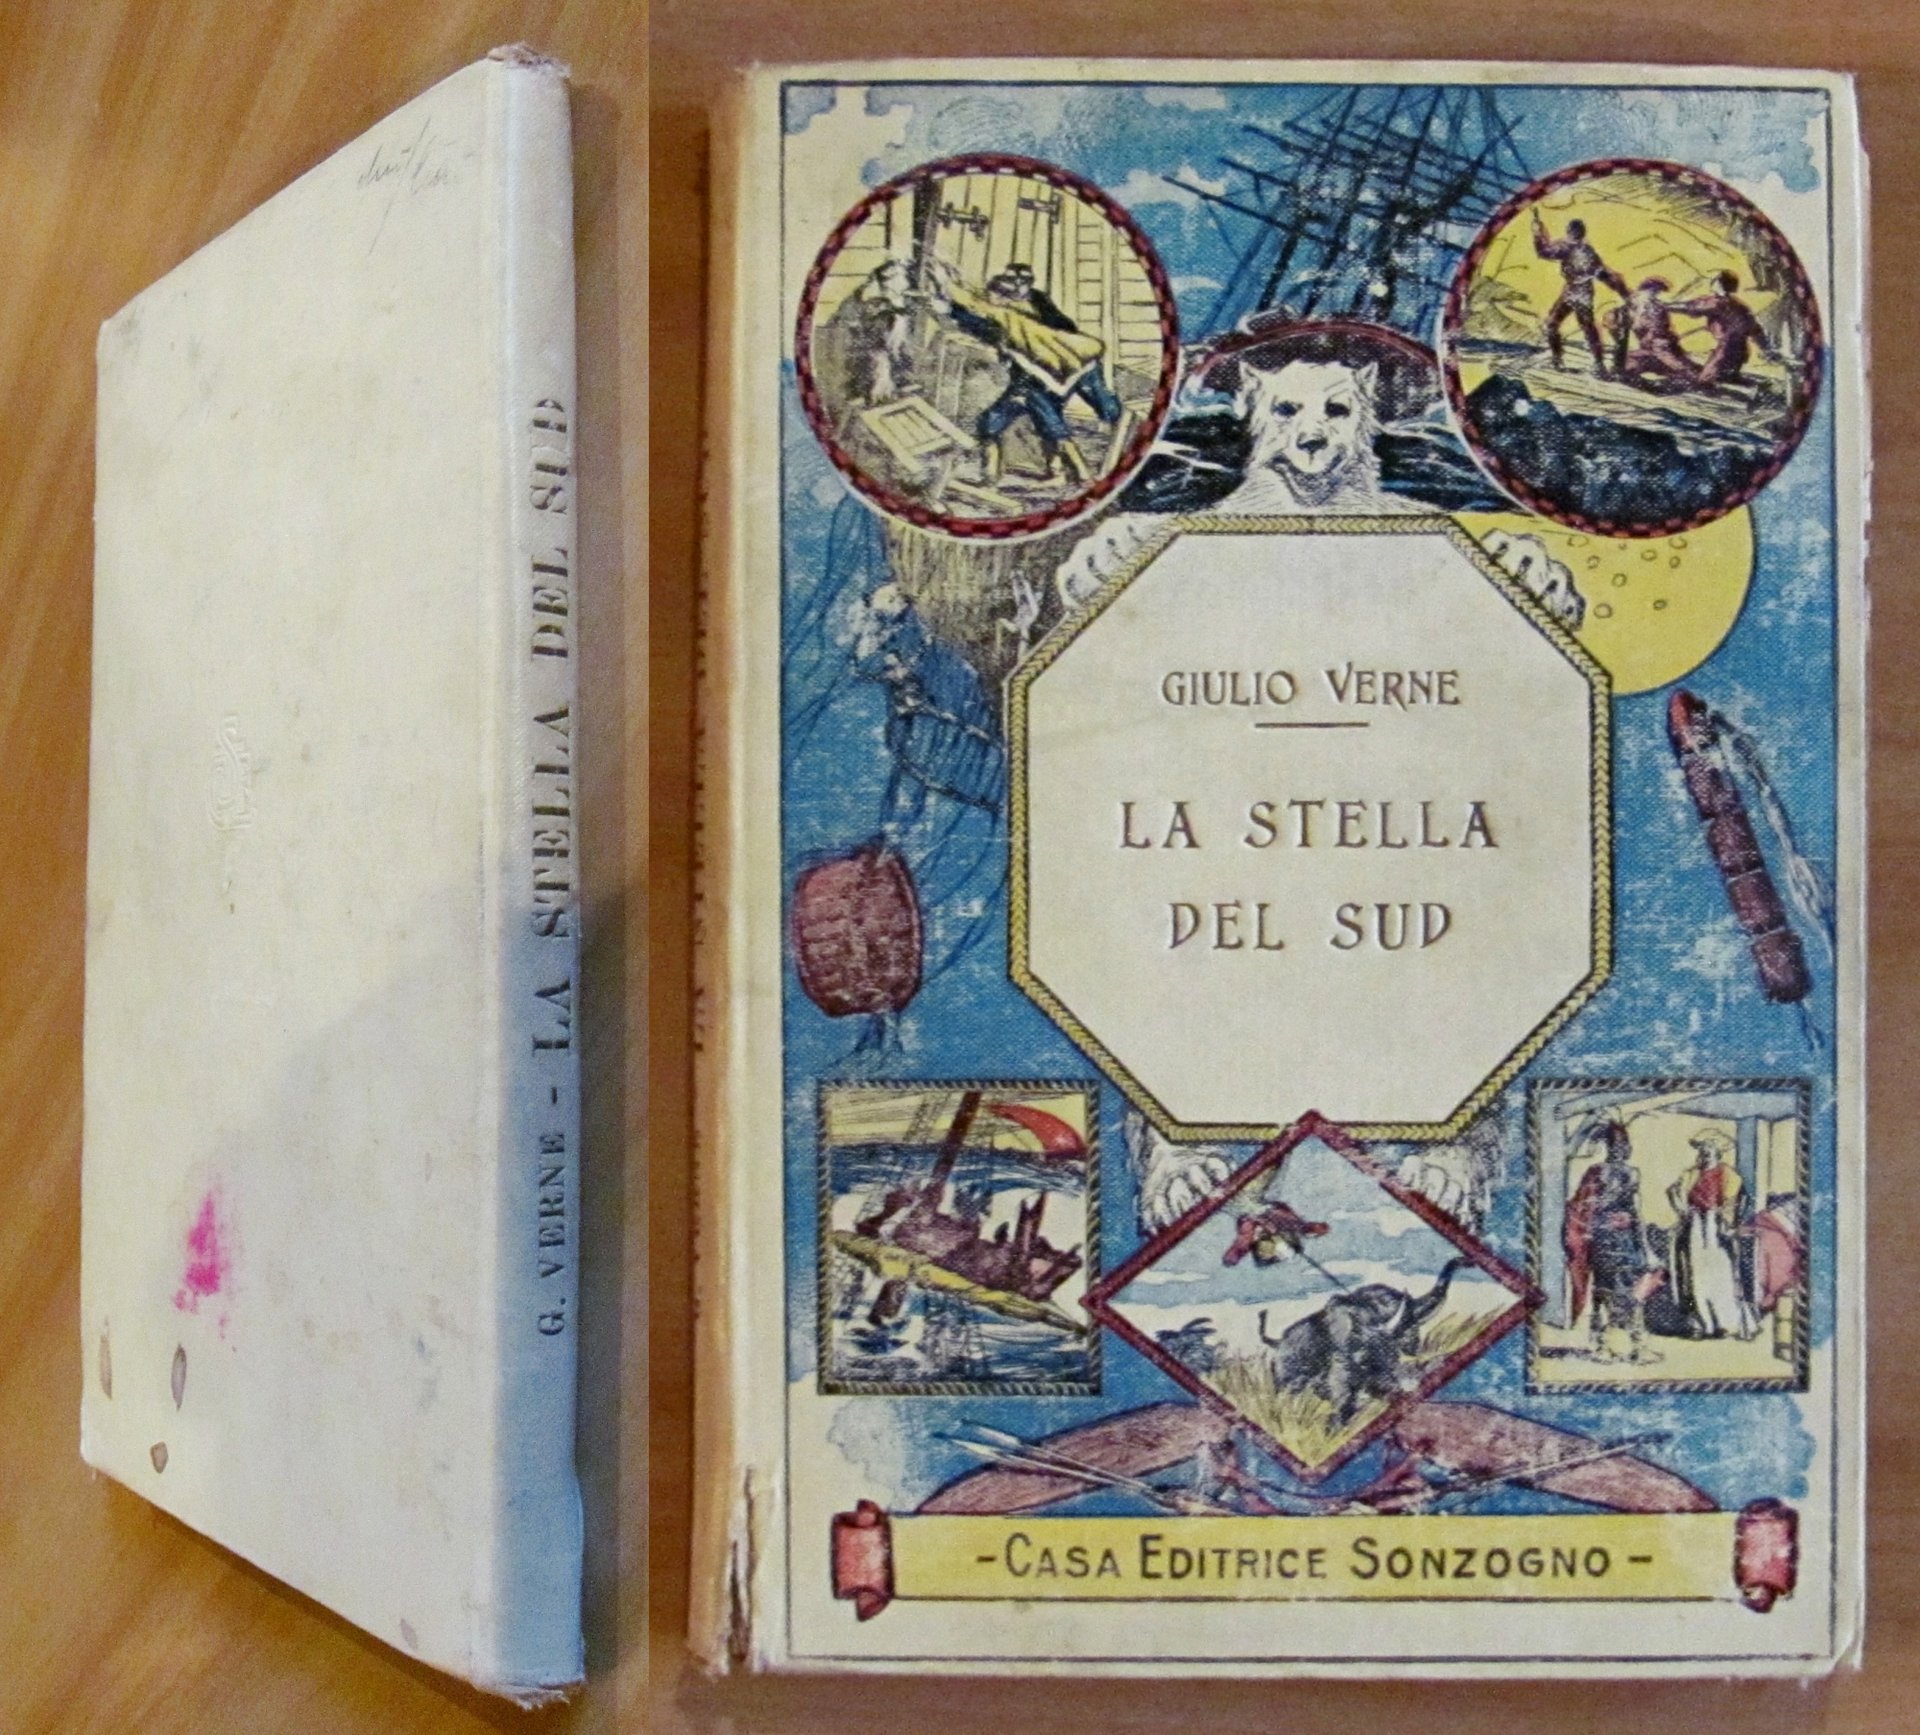 G. VERNE - LA STELLA DEL SUD
GIULIO VERNE
LA STELLA
DEL SUD
- CASA EDITRICE SONZOGNO -